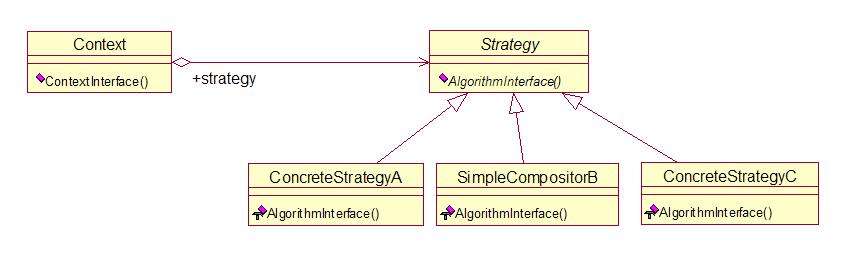 Context
Strategy
ContextInterface()
+strategy
AlgorithmInterface()
ConcreteStrategyA
SimpleCompositorB
ConcreteStrategyC
AlgorithmInterface()
AlgorithmInterface()
AlgorithmInterface()